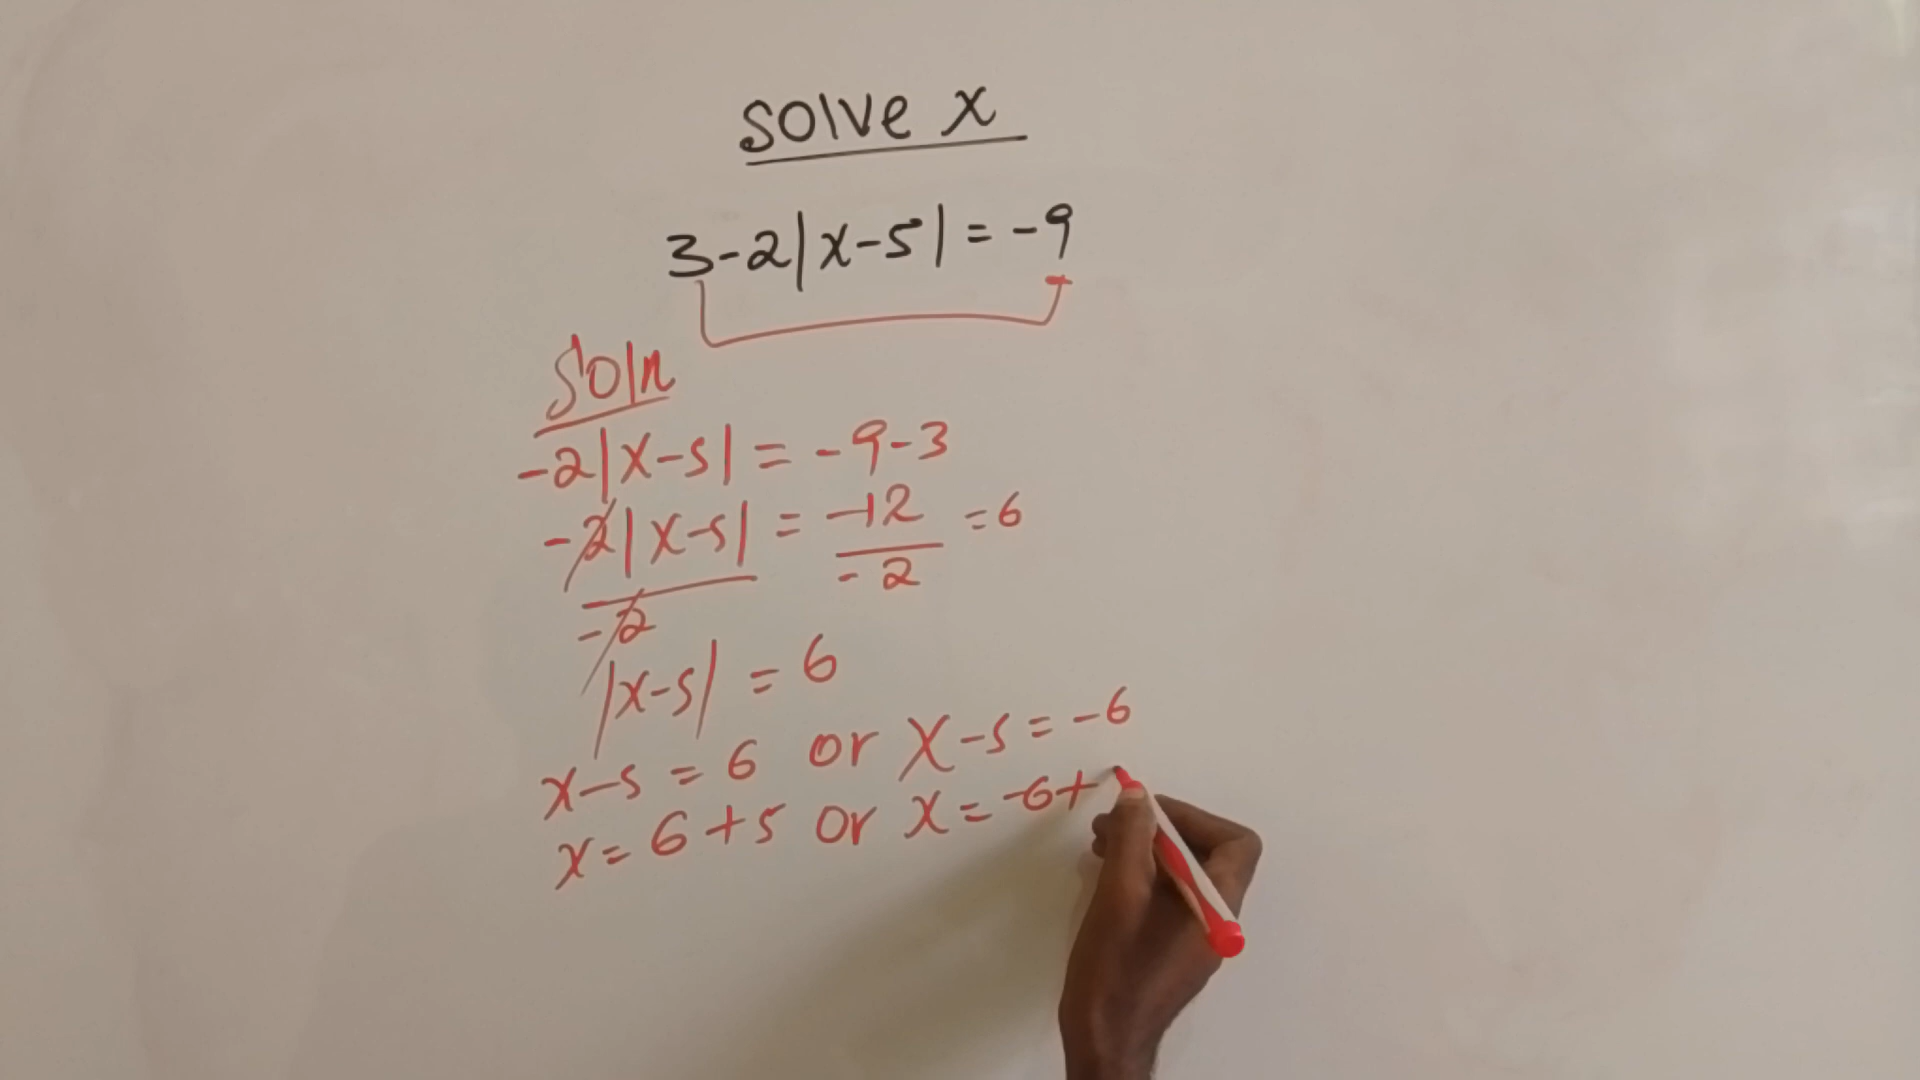 solve x
3-2|x-5| = -9
Soln
-2|x-5| = -9-3
-2|x-5| = -12 = 6
-2 -2
|x-5| = 6
x-5 = 6 or x-5 = -6
x = 6+5 or x = -6+